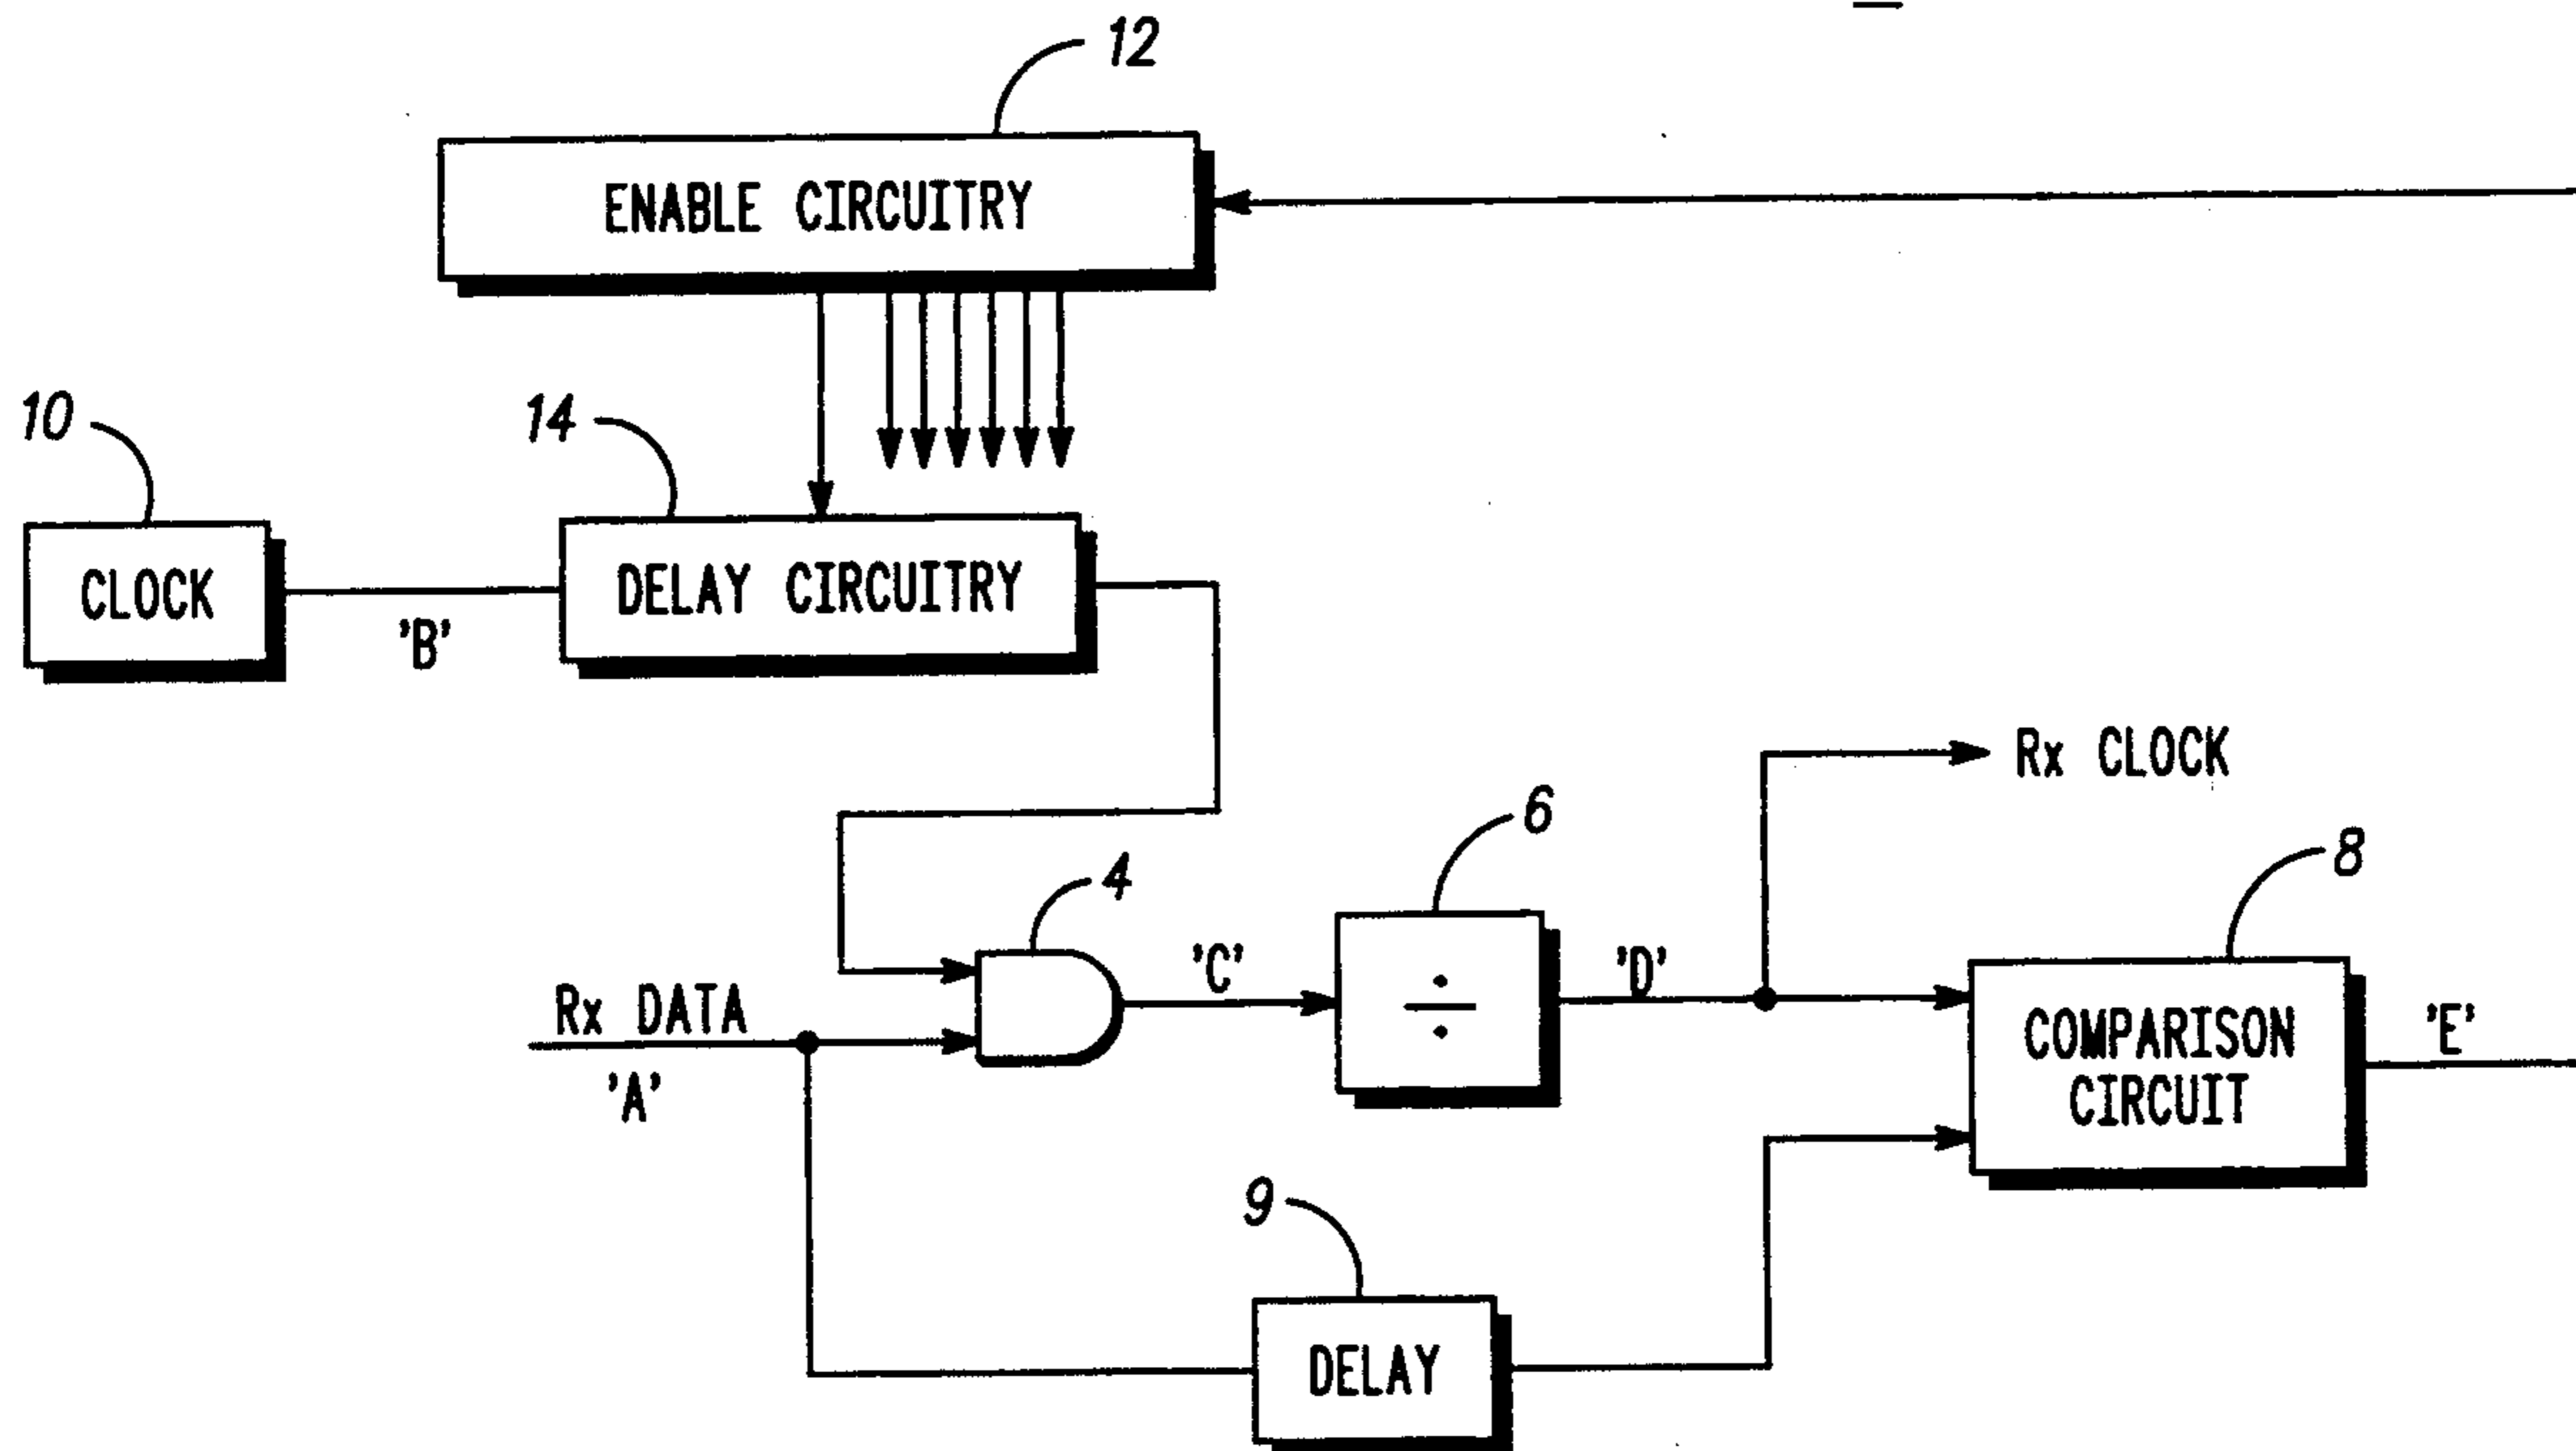 12
ENABLE CIRCUITRY
10
14
CLOCK
'B'
DELAY CIRCUITRY
Rx CLOCK
6
8
4
'C'
'D'
Rx DATA
'A'
÷
COMPARISON
CIRCUIT
'E'
9
DELAY